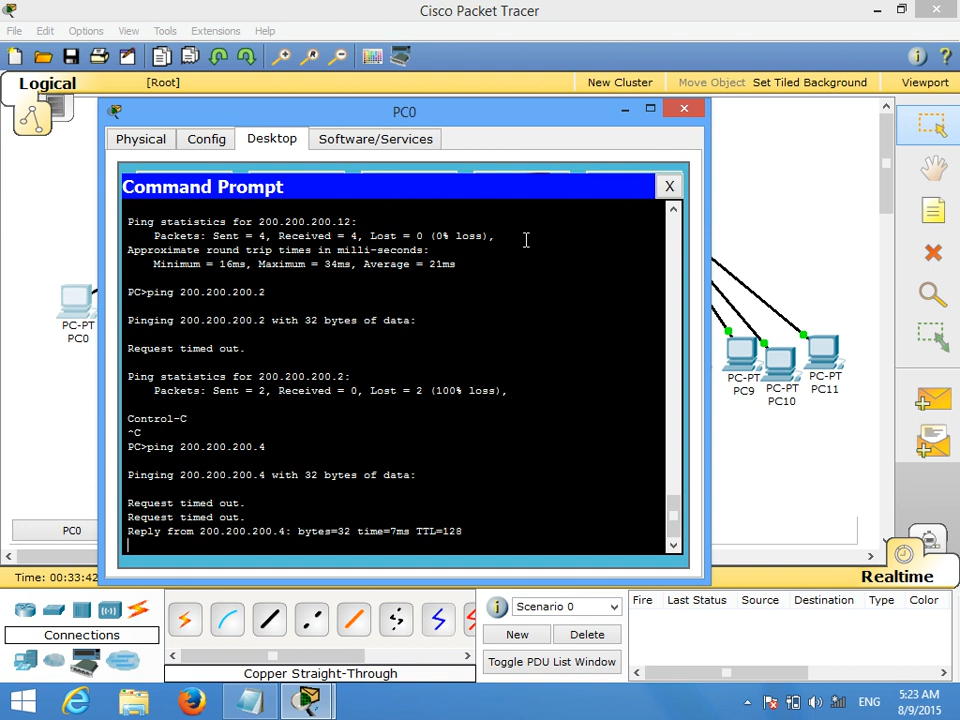 Cisco Packet Tracer
File Edit Options View Tools Extensions Help
Logical [Root] New Cluster Move Object Set Tiled Background Viewport
PC0
Physical Config Desktop Software/Services
Command Prompt X
Ping statistics for 200.200.200.12:
Packets: Sent = 4, Received = 4, Lost = 0 (0% loss),
Approximate round trip times in milli-seconds:
Minimum = 16ms, Maximum = 34ms, Average = 21ms
PC>ping 200.200.200.2
Pinging 200.200.200.2 with 32 bytes of data:
Request timed out.
Ping statistics for 200.200.200.2:
Packets: Sent = 2, Received = 0, Lost = 2 (100% loss),
Control-C
^C
PC>ping 200.200.200.4
Pinging 200.200.200.4 with 32 bytes of data:
Request timed out.
Request timed out.
Reply from 200.200.200.4: bytes=32 time=7ms TTL=128
PC-PT
PC0
PC-PT
PC9
PC-PT
PC10
PC-PT
PC11
PC0
Time: 00:33:42 Realtime
Connections
Copper Straight-Through
Scenario 0
New Delete
Toggle PDU List Window
Fire Last Status Source Destination Type Color
ENG
5:23 AM
8/9/2015